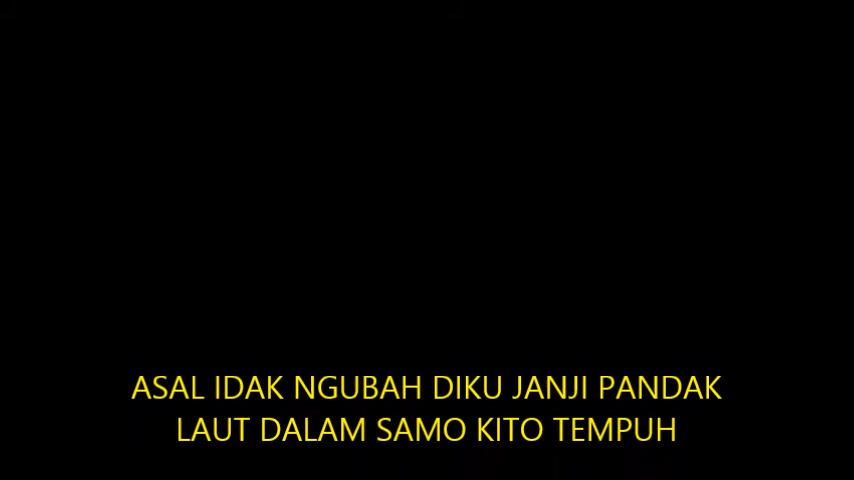 ASAL IDAK NGUBAH DIKU JANJI PANDAK
LAUT DALAM SAMO KITO TEMPUH